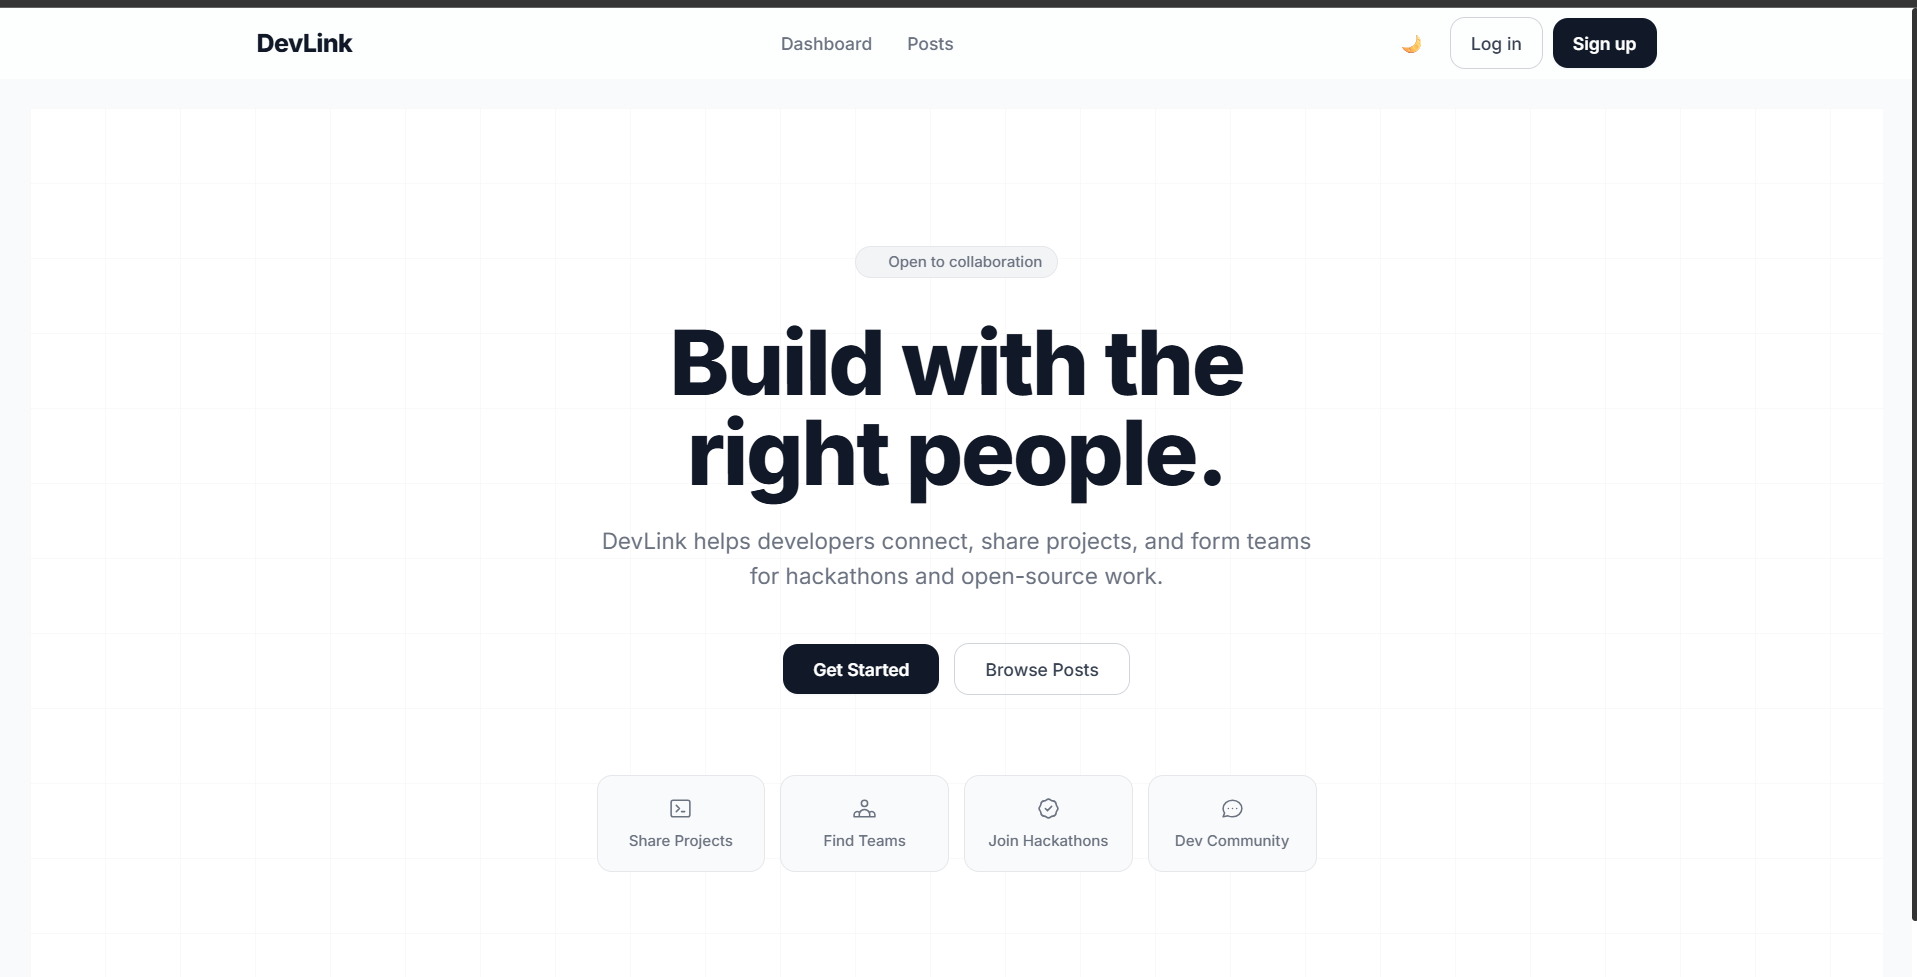 DevLink
Dashboard
Posts
Log in
Sign up
Open to collaboration
Build with the
right people.
DevLink helps developers connect, share projects, and form teams
for hackathons and open-source work.
Get Started
Browse Posts
Share Projects
Find Teams
Join Hackathons
Dev Community